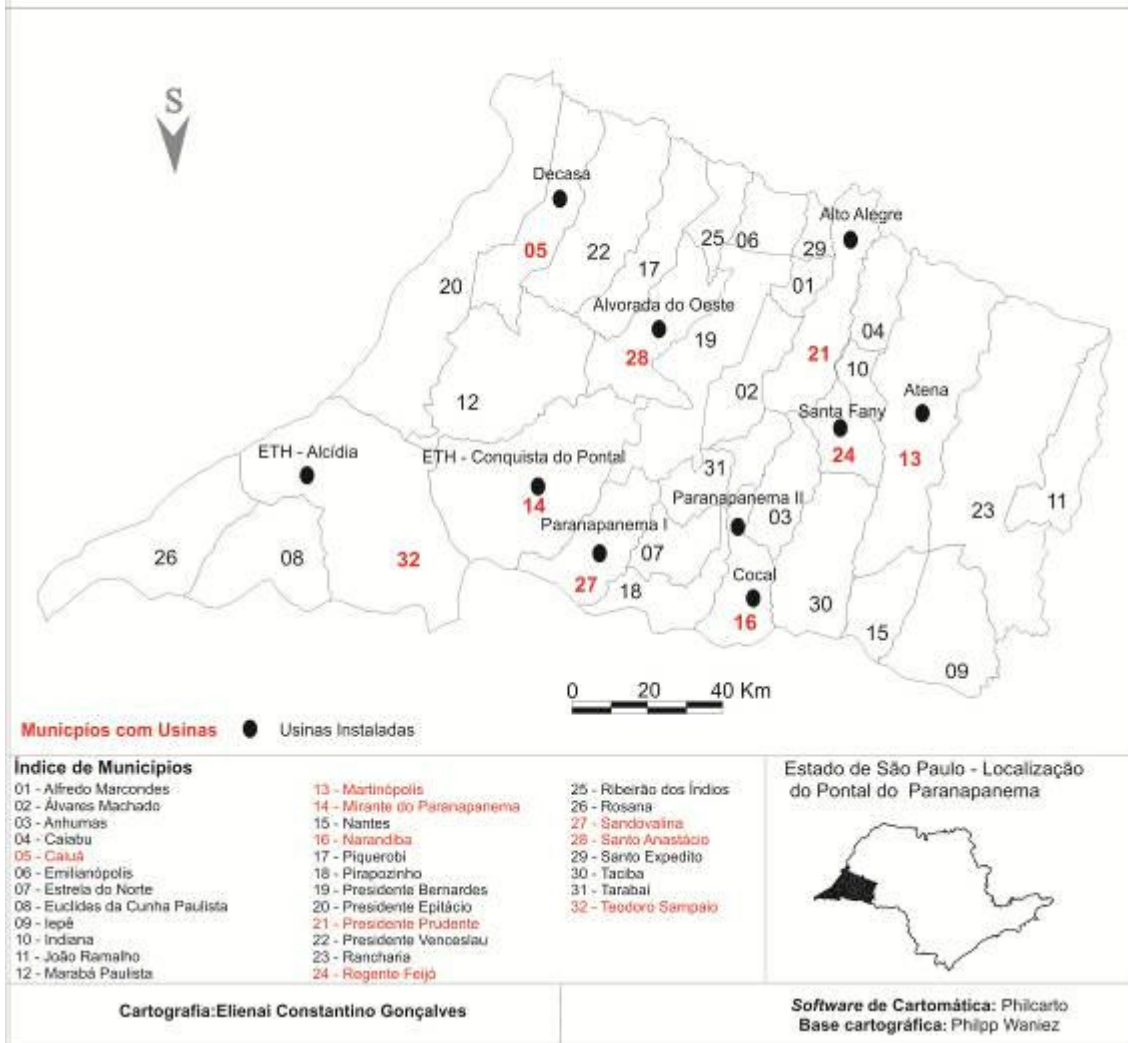 S
Decasa
Alto Alegre
25
06
29
05
22
17
01
20
Alvorada do Oeste
04
19
21
28
10
12
02
Atena
Santa Fany
ETH - Alcídia
ETH - Conquista do Pontal
24
13
31
14
Paranapanema II
11
23
03
Paranapanema I
26
08
32
07
27
18
Cocal
16
30
15
09
0 20 40 Km
Municpios com Usinas
Usinas Instaladas
Índice de Municípios
01 - Alfredo Marcondes
02 - Álvares Machado
03 - Anhumas
04 - Caiabu
05 - Caluá
06 - Emilianópolis
07 - Estrela do Norte
08 - Euclides da Cunha Paulista
09 - Iepê
10 - Indiana
11 - João Ramalho
12 - Marabá Paulista
13 - Martinópolis
14 - Mirante do Paranapanema
15 - Nantes
16 - Narandiba
17 - Piquerobi
18 - Pirapozinho
19 - Presidente Bernardes
20 - Presidente Epitácio
21 - Presidente Prudente
22 - Presidente Venceslau
23 - Rancharia
24 - Regente Feijó
25 - Ribeirão dos Índios
26 - Rosana
27 - Sandovalina
28 - Santo Anastácio
29 - Santo Expedito
30 - Taciba
31 - Tarabai
32 - Teodoro Sampaio
Estado de São Paulo - Localização
do Pontal do Paranapanema
Cartografia:Elienai Constantino Gonçalves
Software de Cartomática: Philcarto
Base cartográfica: Philpp Waniez